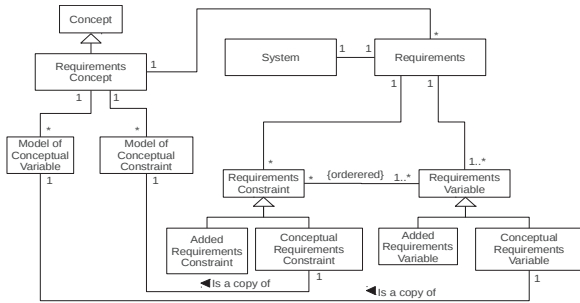 Concept
*
System
1
1
Requirements
Requirements
Concept
1
1
1
1
1
*
*
Model of
Conceptual
Variable
Model of
Conceptual
Constraint
1
1
*
1..*
Requirements
Constraint
*
{orderered}
1..*
Requirements
Variable
Added
Requirements
Constraint
Conceptual
Requirements
Constraint
Added
Requirements
Variable
Conceptual
Requirements
Variable
1
1
Is a copy of
Is a copy of